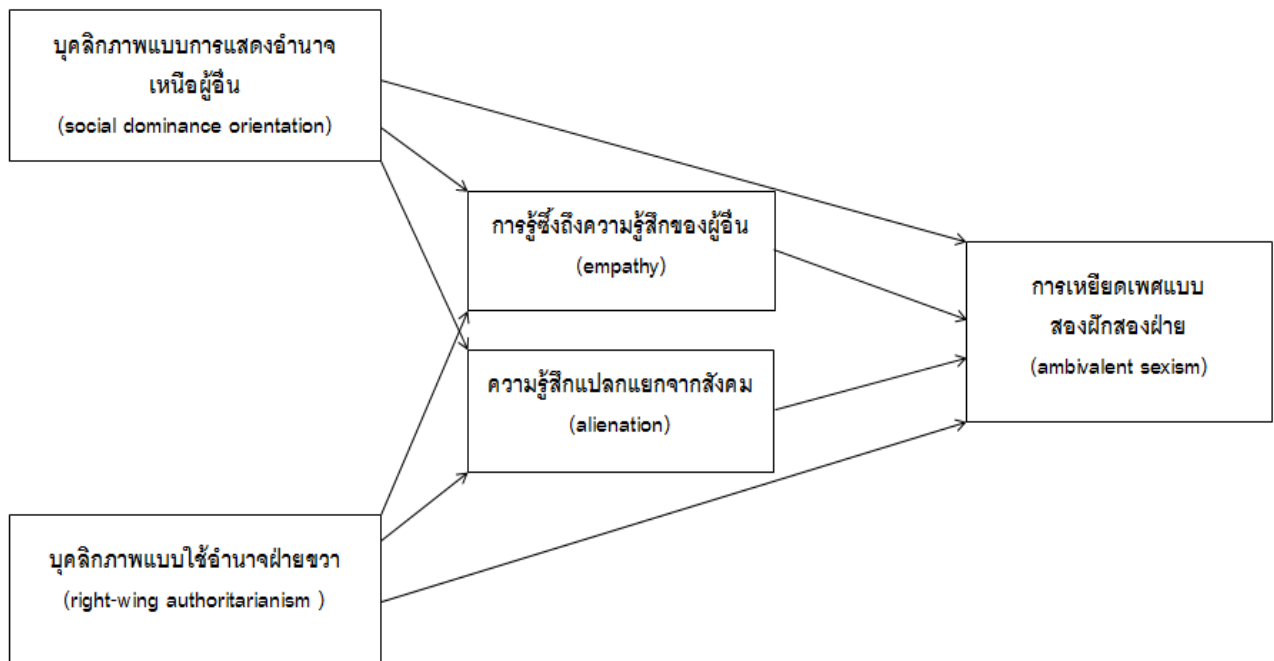 บุคลิกภาพแบบการแสดงอำนาจ
เหนือผู้อื่น
(social dominance orientation)
การรู้ซึ้งถึงความรู้สึกของผู้อื่น
(empathy)
การเหยียดเพศแบบ
สองฝักสองฝ่าย
(ambivalent sexism)
ความรู้สึกแปลกแยกจากสังคม
(alienation)
บุคลิกภาพแบบใช้อำนาจฝ่ายขวา
(right-wing authoritarianism )